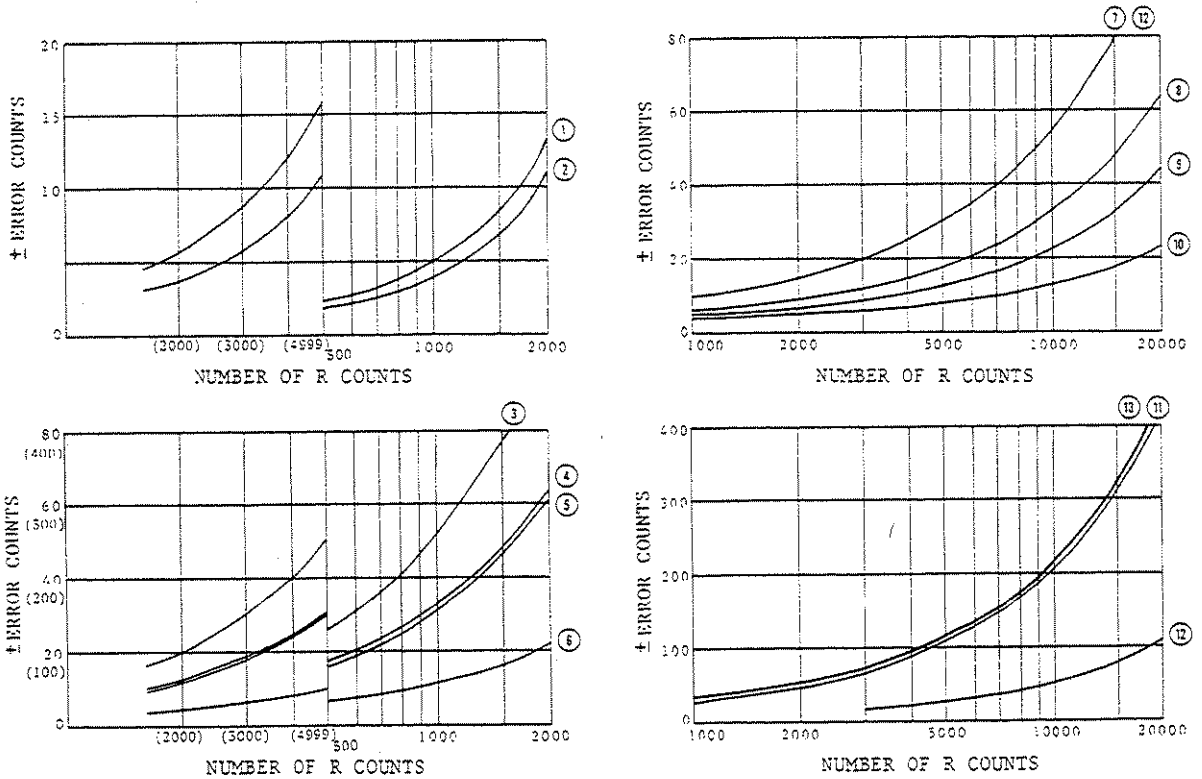 ± ERROR COUNTS
20
15
10
0
(2000) (3000) (4999) 500 1000 2000
NUMBER OF R COUNTS
1
2
± ERROR COUNTS
80
60
40
20
0
1000 2000 5000 10000 20000
NUMBER OF R COUNTS
7 12
8
9
10
± ERROR COUNTS
80
(400)
60
(300)
40
(200)
20
(100)
0
(2000) (3000) (4999) 500 1000 2000
NUMBER OF R COUNTS
3
4
5
6
± ERROR COUNTS
400
300
200
100
0
1000 2000 5000 10000 20000
NUMBER OF R COUNTS
13 11
12